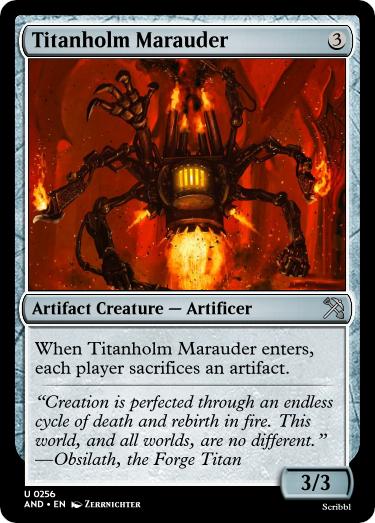 Titanholm Marauder 3
Artifact Creature — Artificer
When Titanholm Marauder enters,
each player sacrifices an artifact.
“Creation is perfected through an endless
cycle of death and rebirth in fire. This
world, and all worlds, are no different.”
—Obsilath, the Forge Titan
3/3
U 0256
AND • EN Zerrnichter
Scribbl